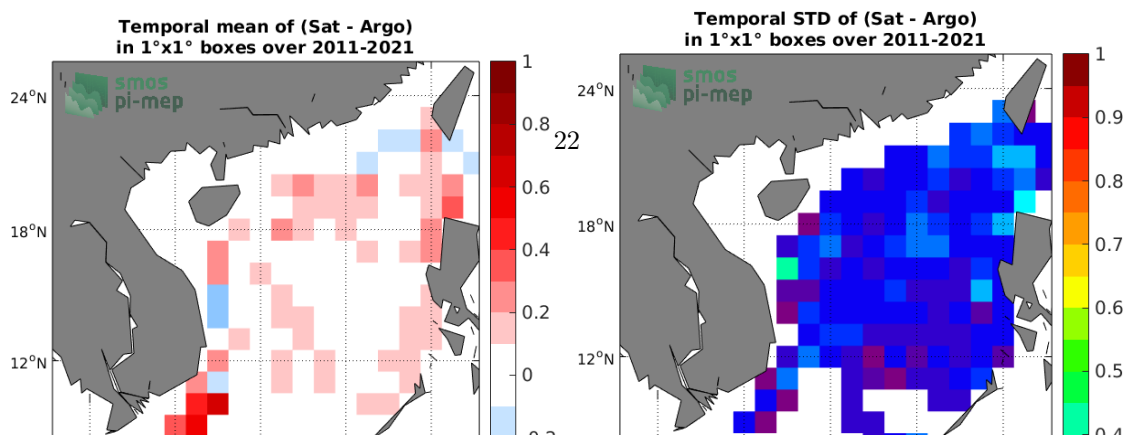 Temporal mean of (Sat - Argo)
in 1°x1° boxes over 2011-2021
smos
pi-mep
24°N
18°N
12°N
1
0.8
0.6
0.4
0.2
0
22
Temporal STD of (Sat - Argo)
in 1°x1° boxes over 2011-2021
smos
pi-mep
24°N
18°N
12°N
1
0.9
0.8
0.7
0.6
0.5